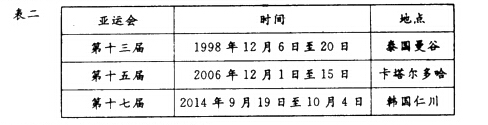 表二
亚运会 时间 地点
第十三届 1998年12月6日至20日 泰国曼谷
第十五届 2006年12月1日至15日 卡塔尔多哈
第十七届 2014年9月19日至10月4日 韩国仁川